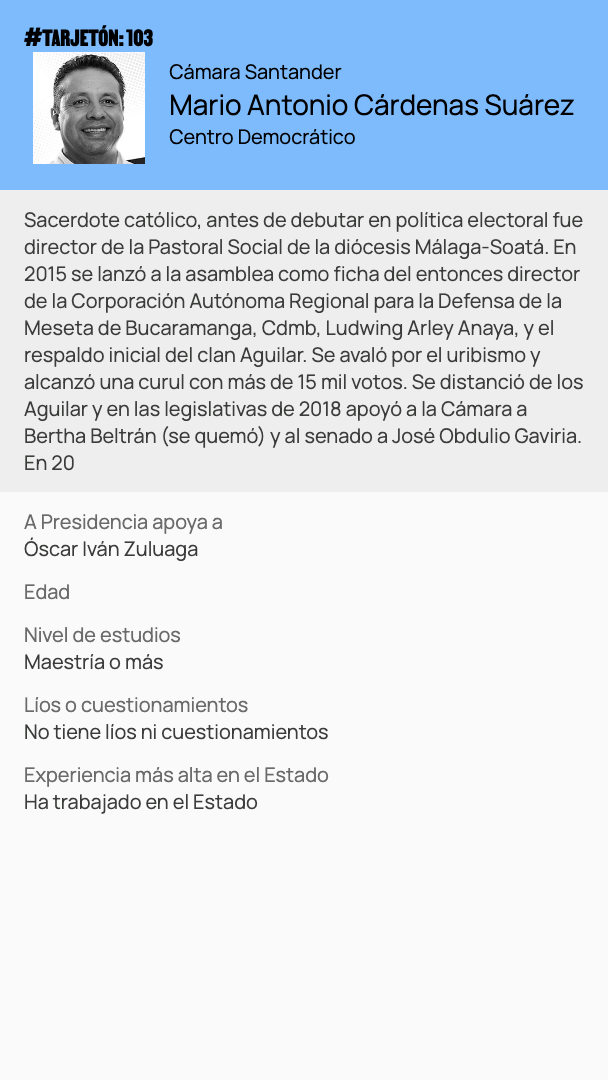 #TARJETÓN: 103
Cámara Santander
Mario Antonio Cárdenas Suárez
Centro Democrático
Sacerdote católico, antes de debutar en política electoral fue
director de la Pastoral Social de la diócesis Málaga-Soatá. En
2015 se lanzó a la asamblea como ficha del entonces director
de la Corporación Autónoma Regional para la Defensa de la
Meseta de Bucaramanga, Cdmb, Ludwing Arley Anaya, y el
respaldo inicial del clan Aguilar. Se avaló por el uribismo y
alcanzó una curul con más de 15 mil votos. Se distanció de los
Aguilar y en las legislativas de 2018 apoyó a la Cámara a
Bertha Beltrán (se quemó) y al senado a José Obdulio Gaviria.
En 20
A Presidencia apoya a
Óscar Iván Zuluaga
Edad
Nivel de estudios
Maestría o más
Líos o cuestionamientos
No tiene líos ni cuestionamientos
Experiencia más alta en el Estado
Ha trabajado en el Estado